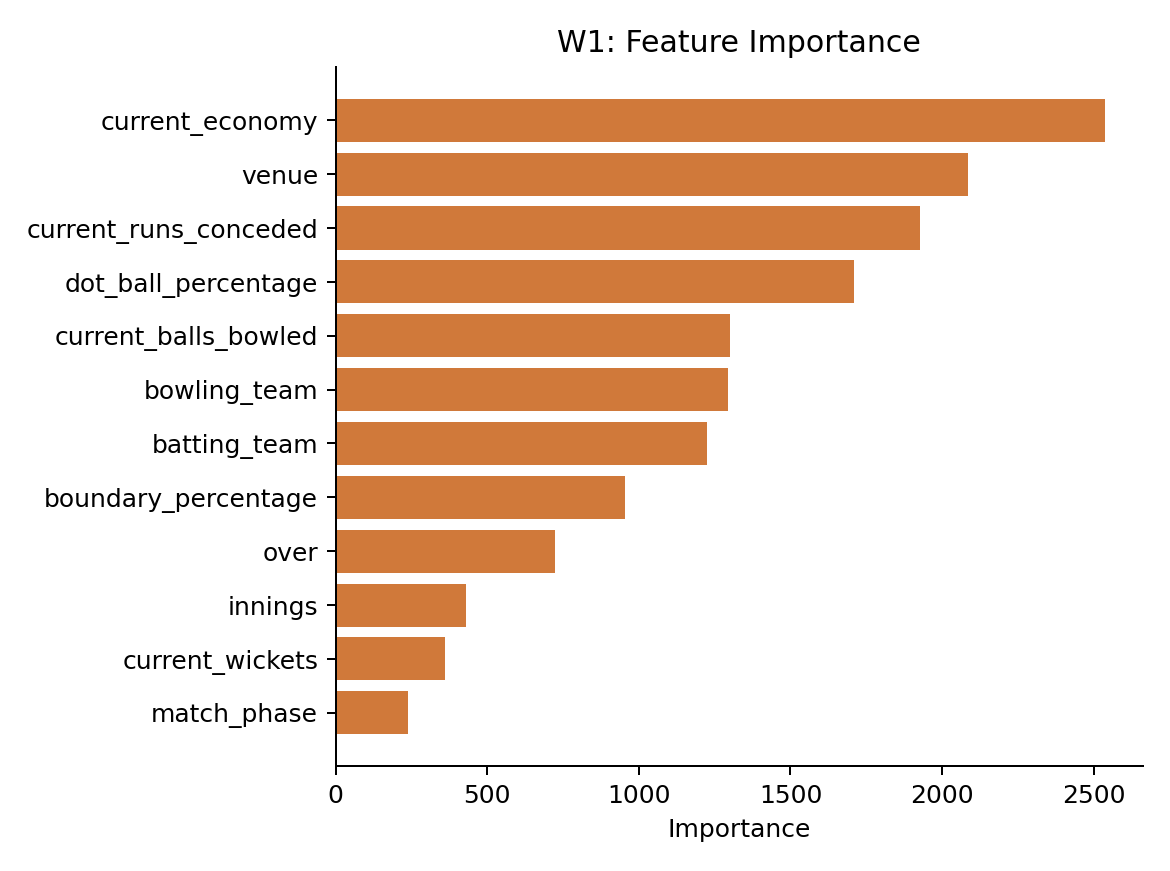 W1: Feature Importance
current_economy
venue
current_runs_conceded
dot_ball_percentage
current_balls_bowled
bowling_team
batting_team
boundary_percentage
over
innings
current_wickets
match_phase
0 500 1000 1500 2000 2500
Importance